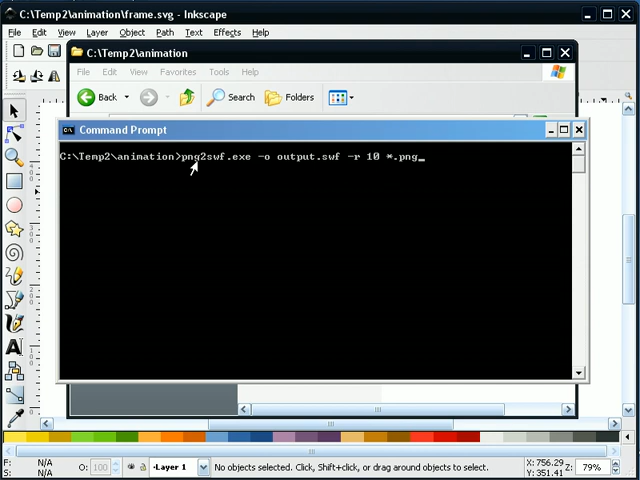 C:\Temp2\animation\frame.svg - Inkscape
File Edit View Layer Object Path Text Effects Help
C:\Temp2\animation
File Edit View Favorites Tools Help
Back Search Folders
Command Prompt
C:\Temp2\animation>png2swf.exe -o output.swf -r 10 *.png_
F: N/A
S: N/A
O: 100
Layer 1
No objects selected. Click, Shift+click, or drag around objects to select.
X: 756.29
Y: 351.41
Z: 79%